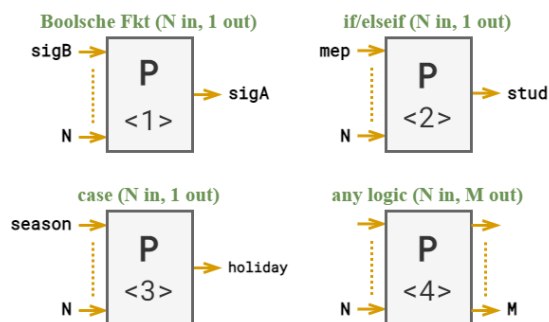 Boolsche Fkt (N in, 1 out)
sigB
P
sigA
<1>
N
if/elseif (N in, 1 out)
mep
P
stud
<2>
N
case (N in, 1 out)
season
P
holiday
<3>
N
any logic (N in, M out)
P
<4>
N
M